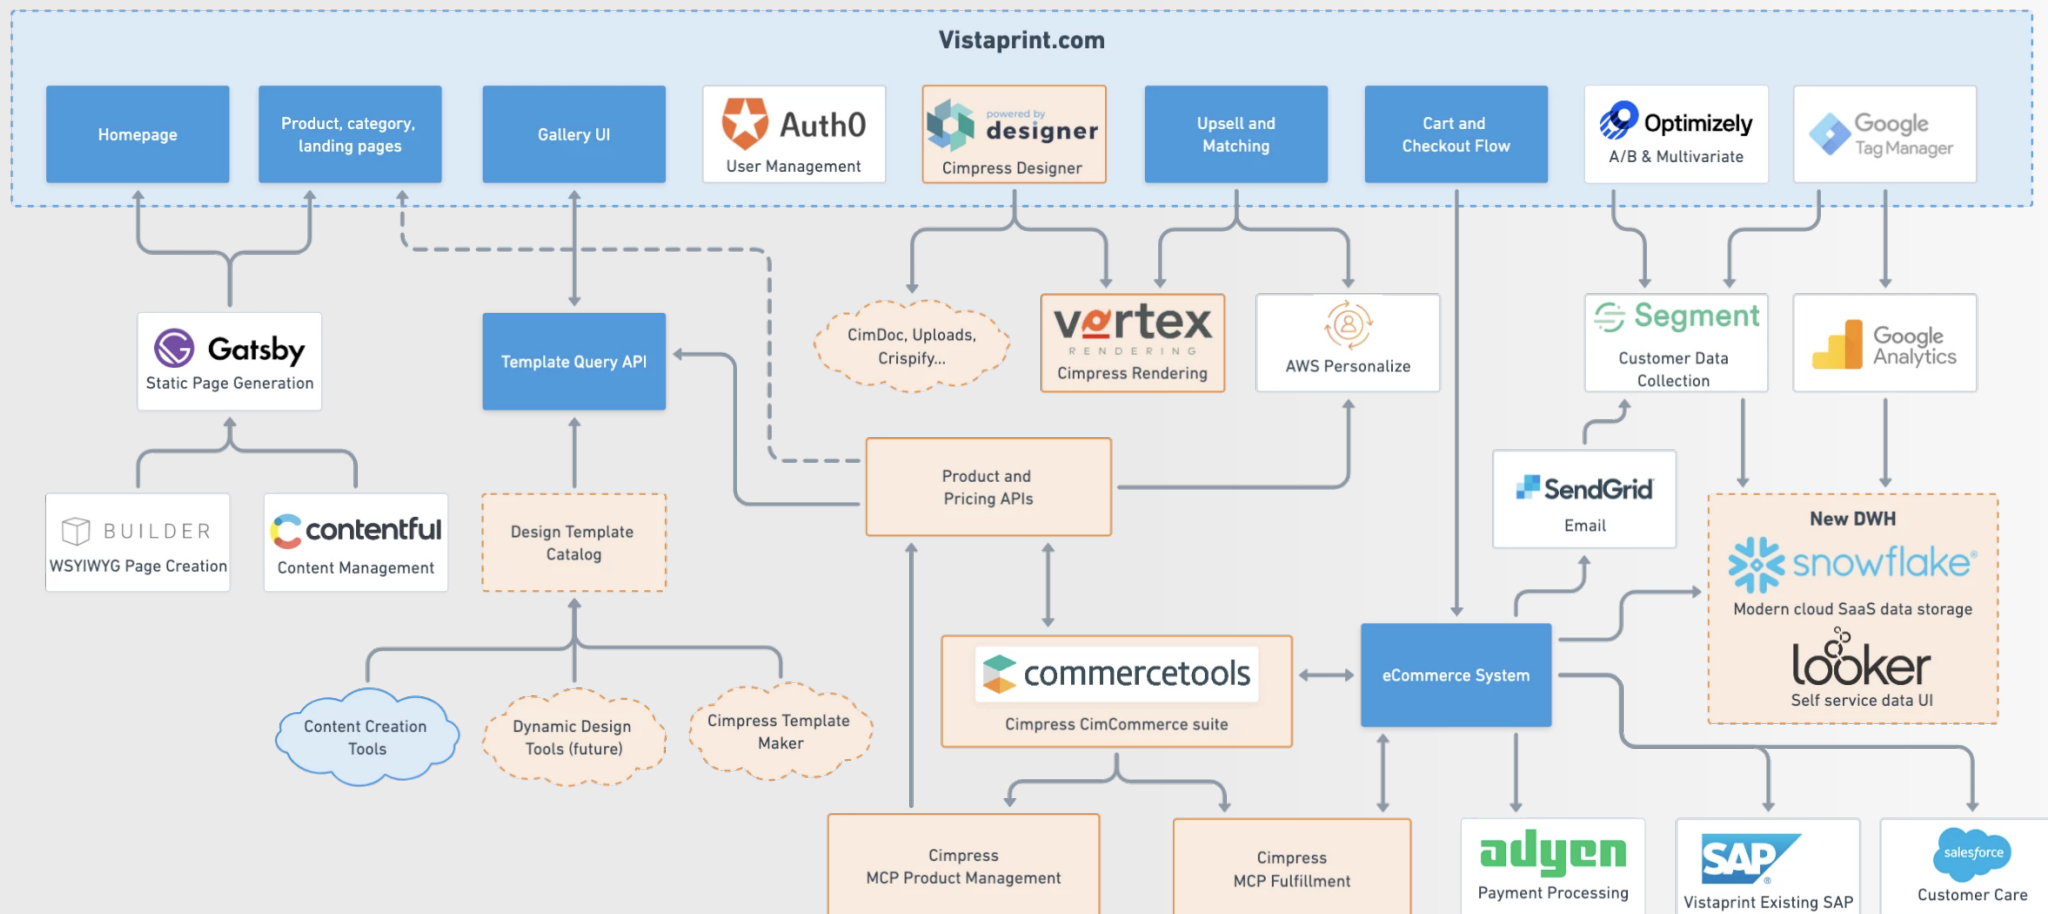 Vistaprint.com
Homepage
Product, category,
landing pages
Gallery UI
Auth0
User Management
powered by
designer
Cimpress Designer
Upsell and
Matching
Cart and
Checkout Flow
Optimizely
A/B & Multivariate
Google
Tag Manager
Gatsby
Static Page Generation
Template Query API
CimDoc, Uploads,
Crispify...
vortex
RENDERING
Cimpress Rendering
AWS Personalize
Segment
Customer Data
Collection
Google
Analytics
BUILDER
WSYIWYG Page Creation
contentful
Content Management
Design Template
Catalog
Product and
Pricing APIs
SendGrid
Email
New DWH
snowflake®
Modern cloud SaaS data storage
looker
Self service data UI
Content Creation
Tools
Dynamic Design
Tools (future)
Cimpress Template
Maker
commercetools
Cimpress CimCommerce suite
eCommerce System
Cimpress
MCP Product Management
Cimpress
MCP Fulfillment
adyen
Payment Processing
SAP®
Vistaprint Existing SAP
salesforce
Customer Care